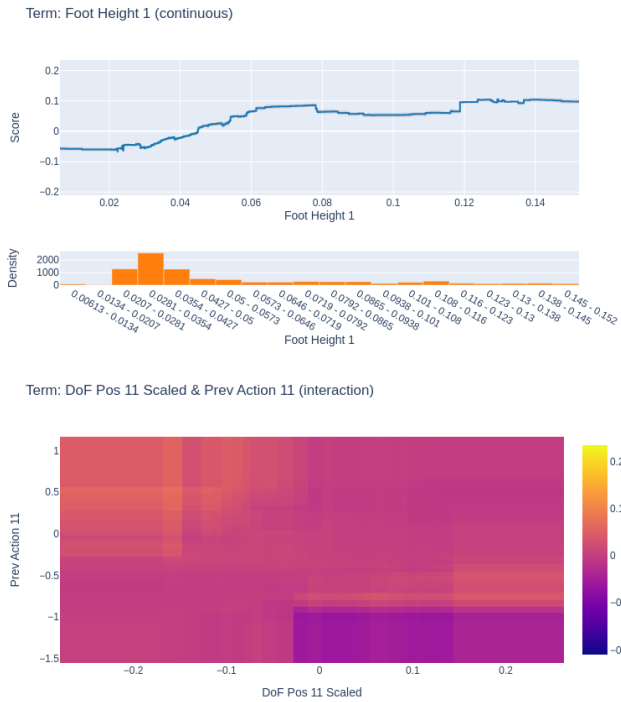 Term: Foot Height 1 (continuous)
0.2
0.1
0
−0.1
−0.2
Score
0.02 0.04 0.06 0.08 0.1 0.12 0.14
Foot Height 1
2000
1000
0
Density
0.00613 - 0.0134
0.0134 - 0.0207
0.0207 - 0.0281
0.0281 - 0.0354
0.0354 - 0.0427
0.0427 - 0.05
0.05 - 0.0573
0.0573 - 0.0646
0.0646 - 0.0719
0.0719 - 0.0792
0.0792 - 0.0865
0.0865 - 0.0938
0.0938 - 0.101
0.101 - 0.108
0.108 - 0.116
0.116 - 0.123
0.123 - 0.13
0.13 - 0.138
0.138 - 0.145
0.145 - 0.152
Foot Height 1
Term: DoF Pos 11 Scaled & Prev Action 11 (interaction)
1
0.5
0
−0.5
−1
−1.5
Prev Action 11
−0.2 −0.1 0 0.1 0.2
DoF Pos 11 Scaled
0